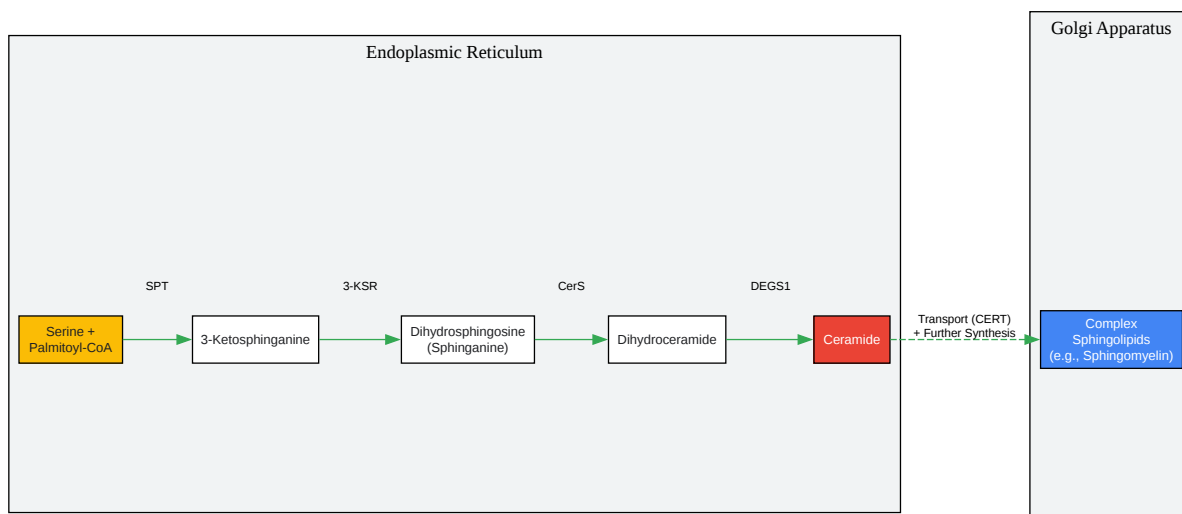 Golgi Apparatus
Endoplasmic Reticulum
SPT
3-KSR
CerS
DEGS1
Serine +
Palmitoyl-CoA
3-Ketosphinganine
Dihydrosphingosine
(Sphinganine)
Dihydroceramide
Ceramide
Transport (CERT)
+ Further Synthesis
Complex
Sphingolipids
(e.g., Sphingomyelin)